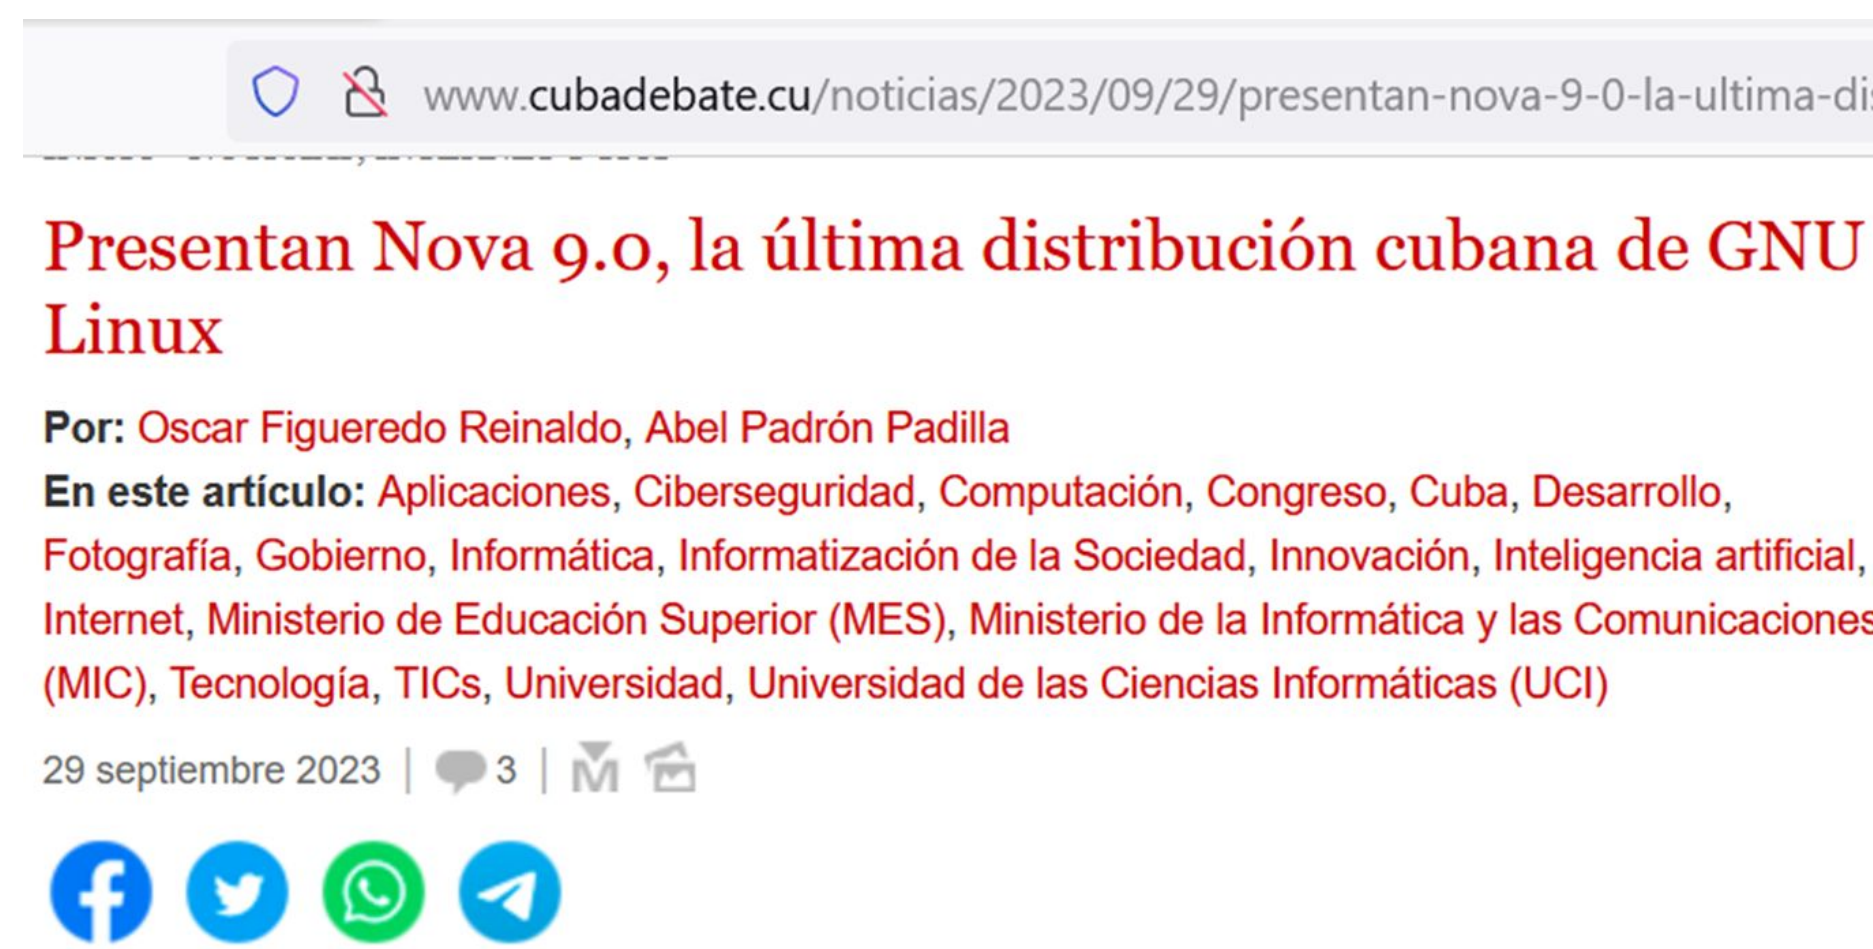 www.cubadebate.cu/noticias/2023/09/29/presentan-nova-9-0-la-ultima-di
Presentan Nova 9.0, la última distribución cubana de GNU
Linux
Por: Oscar Figueredo Reinaldo, Abel Padrón Padilla
En este artículo: Aplicaciones, Ciberseguridad, Computación, Congreso, Cuba, Desarrollo,
Fotografía, Gobierno, Informática, Informatización de la Sociedad, Innovación, Inteligencia artificial,
Internet, Ministerio de Educación Superior (MES), Ministerio de la Informática y las Comunicaciones
(MIC), Tecnología, TICs, Universidad, Universidad de las Ciencias Informáticas (UCI)
29 septiembre 2023 | 3 |